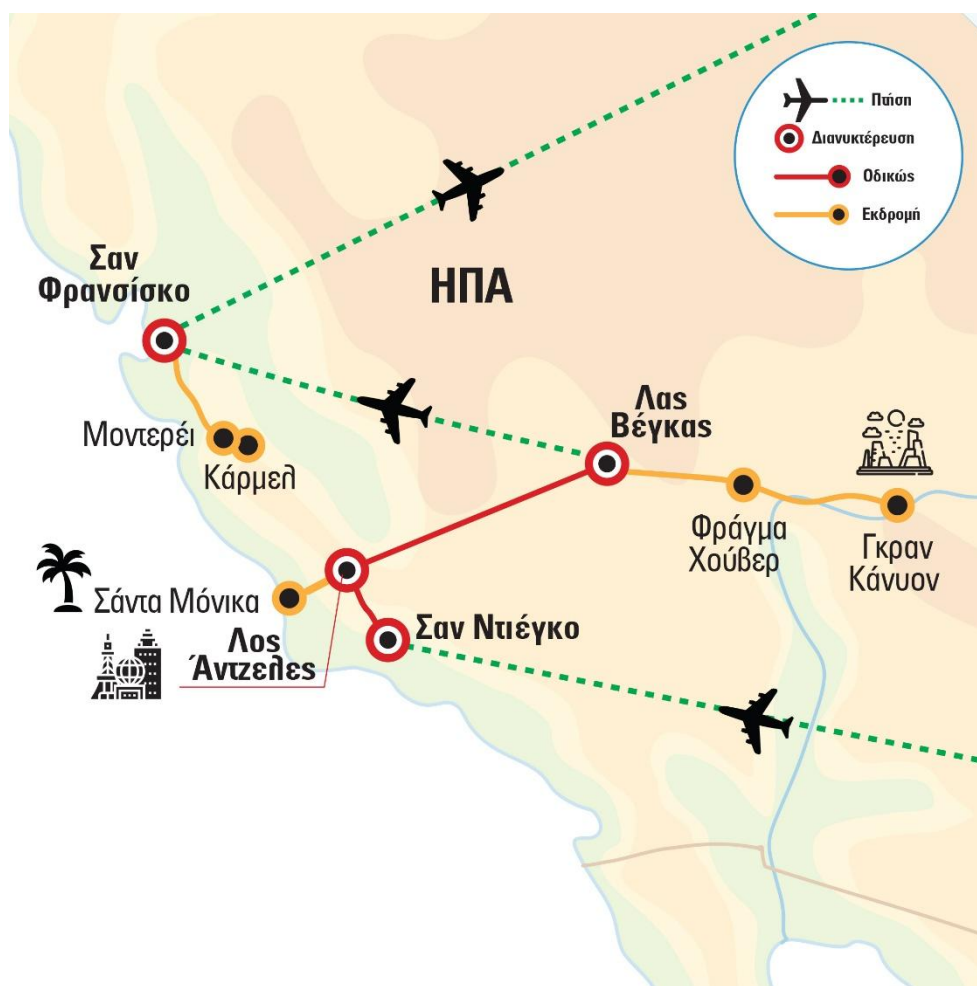 Πτήση
Διανυκτέρευση
Οδικώς
Εκδρομή
Σαν
Φρανσίσκο
ΗΠΑ
Λας
Βέγκας
Μοντερέι
Κάρμελ
Φράγμα
Χούβερ
Γκραν
Κάνυον
Σάντα Μόνικα
Λος
Άντζελες
Σαν Ντιέγκο